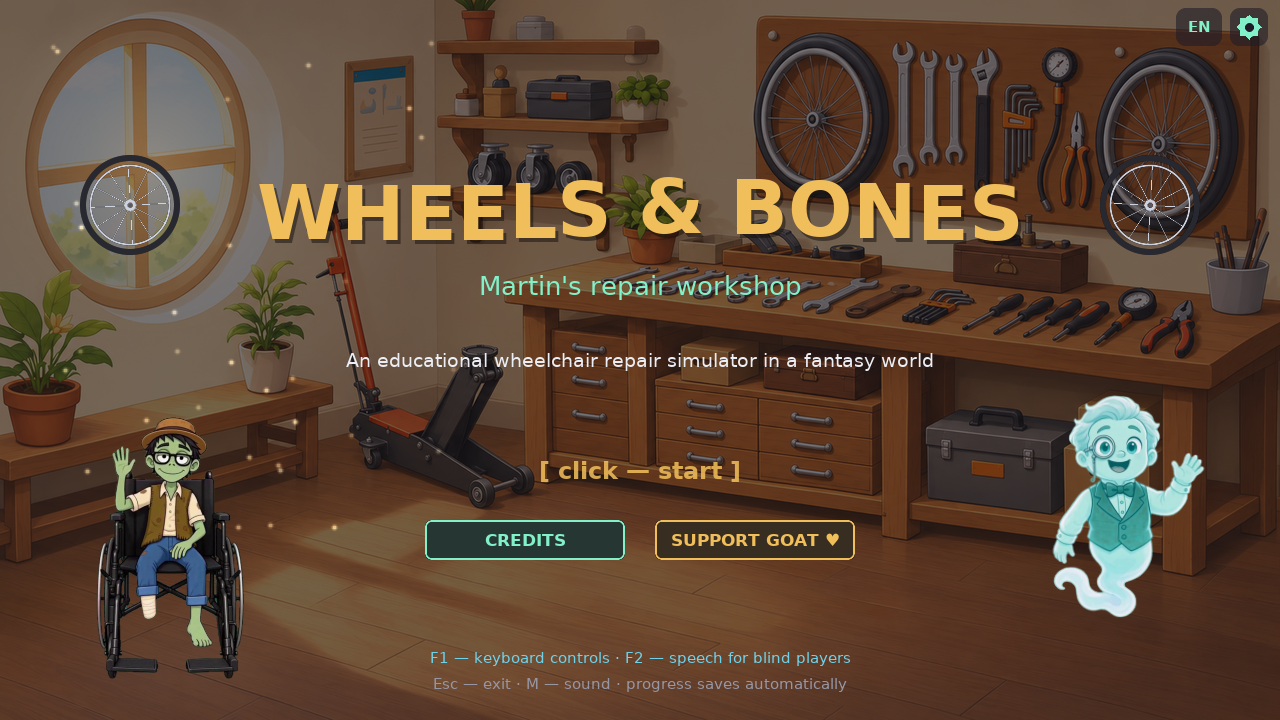 EN
WHEELS & BONES
Martin's repair workshop
An educational wheelchair repair simulator in a fantasy world
[ click — start ]
CREDITS
SUPPORT GOAT ♥
F1 — keyboard controls · F2 — speech for blind players
Esc — exit · M — sound · progress saves automatically